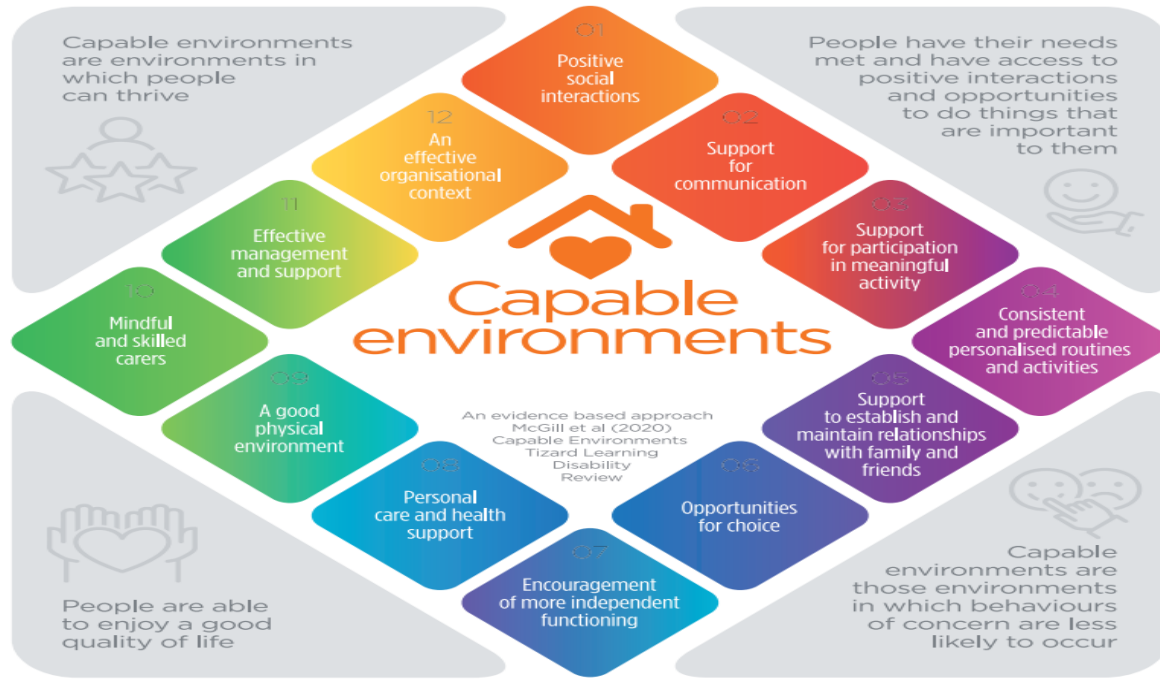 Capable environments
are environments in
which people
can thrive
People have their needs
met and have access to
positive interactions
and opportunities
to do things that
are important
to them
01
Positive
social
interactions
02
Support
for
communication
03
Support
for participation
in meaningful
activity
04
Consistent
and predictable
personalised routines
and activities
05
Support
to establish and
maintain relationships
with family and
friends
06
Opportunities
for choice
07
Encouragement
of more independent
functioning
08
Personal
care and health
support
09
A good
physical
environment
10
Mindful
and skilled
carers
11
Effective
management
and support
12
An
effective
organisational
context
Capable
environments
An evidence based approach
McGill et al (2020)
Capable Environments
Tizard Learning
Disability
Review
People are able
to enjoy a good
quality of life
Capable
environments are
those environments
in which behaviours
of concern are less
likely to occur